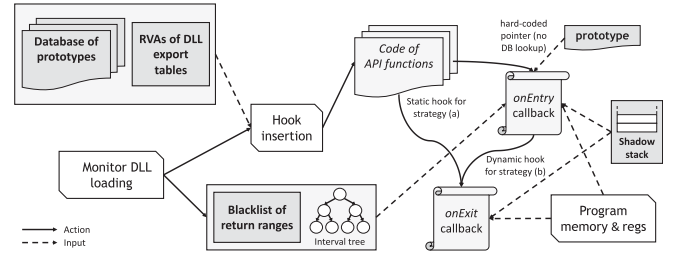 Database of
prototypes
RVAs of DLL
export
tables
Code of
API functions
hard-coded
pointer (no
DB lookup)
prototype
onEntry
callback
Static hook for
strategy (a)
Hook
insertion
Shadow
stack
Monitor DLL
loading
Dynamic hook
for strategy (b)
Blacklist of
return ranges
Interval tree
onExit
callback
Program
memory & regs
Action
Input